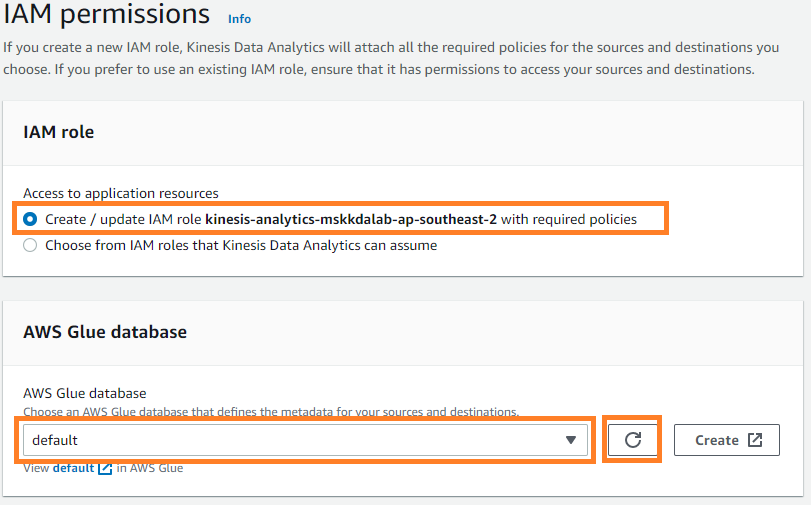 IAM permissions Info
If you create a new IAM role, Kinesis Data Analytics will attach all the required policies for the sources and destinations you
choose. If you prefer to use an existing IAM role, ensure that it has permissions to access your sources and destinations.
IAM role
Access to application resources
Create / update IAM role kinesis-analytics-mskkdalab-ap-southeast-2 with required policies
Choose from IAM roles that Kinesis Data Analytics can assume
AWS Glue database
AWS Glue database
Choose an AWS Glue database that defines the metadata for your sources and destinations.
default
Create
View default in AWS Glue